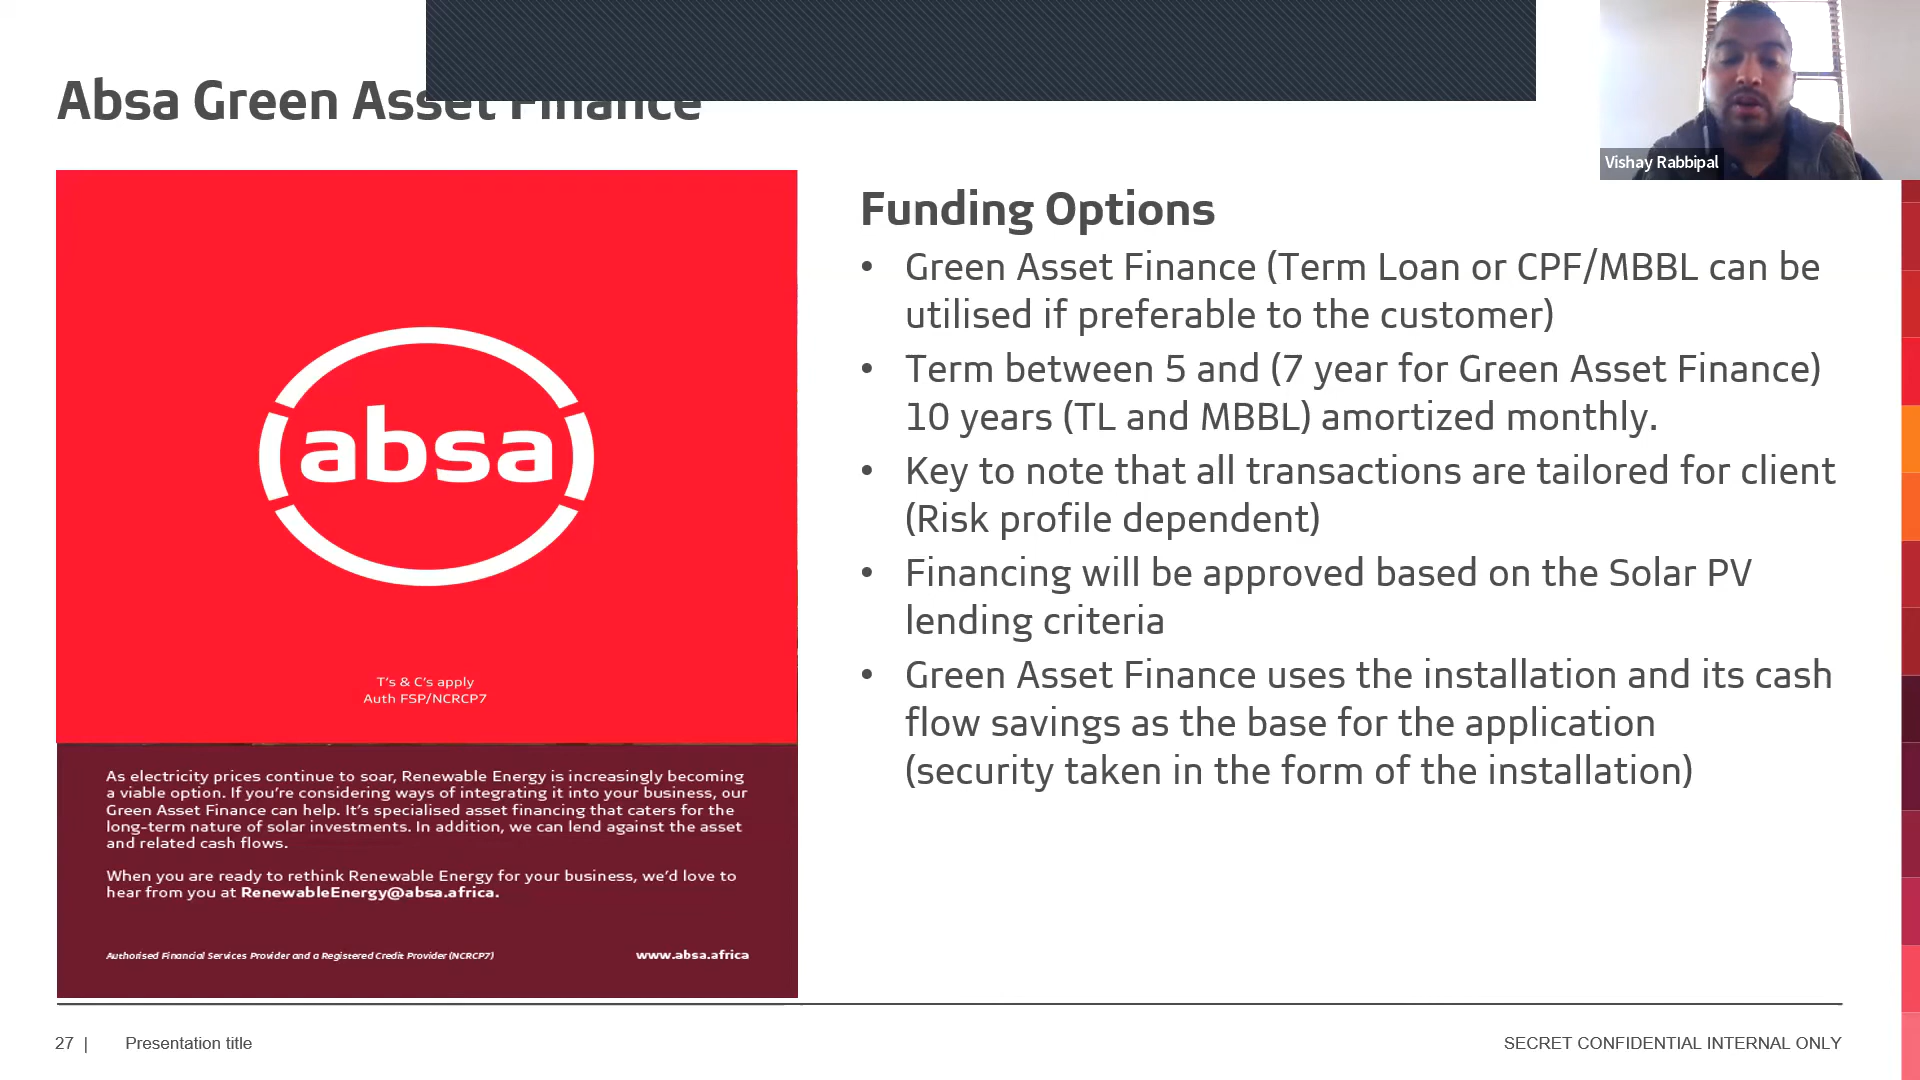 Absa Green Asset Finance
Vishay Rabbipal
absa
T's & C's apply
Auth FSP/NCRCP7
As electricity prices continue to soar, Renewable Energy is increasingly becoming
a viable option. If you're considering ways of integrating it into your business, our
Green Asset Finance can help. It's specialised asset financing that caters for the
long-term nature of solar investments. In addition, we can lend against the asset
and related cash flows.
When you are ready to rethink Renewable Energy for your business, we'd love to
hear from you at RenewableEnergy@absa.africa.
Authorised Financial Services Provider and a Registered Credit Provider (NCRCP7)
www.absa.africa
Funding Options
• Green Asset Finance (Term Loan or CPF/MBBL can be
utilised if preferable to the customer)
• Term between 5 and (7 year for Green Asset Finance)
10 years (TL and MBBL) amortized monthly.
• Key to note that all transactions are tailored for client
(Risk profile dependent)
• Financing will be approved based on the Solar PV
lending criteria
• Green Asset Finance uses the installation and its cash
flow savings as the base for the application
(security taken in the form of the installation)
27 |
Presentation title
SECRET CONFIDENTIAL INTERNAL ONLY